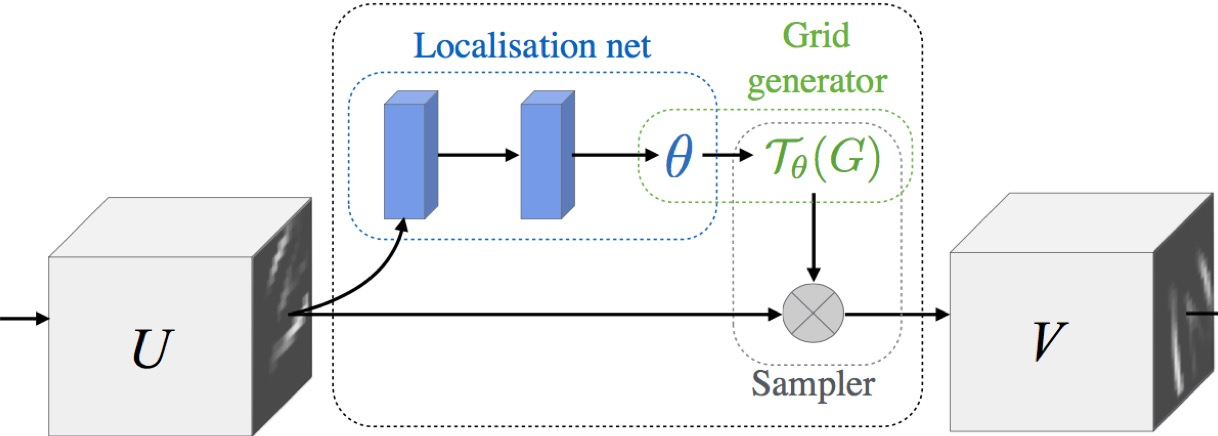 Localisation net
Grid
generator
θ
𝒯θ(G)
U
V
Sampler